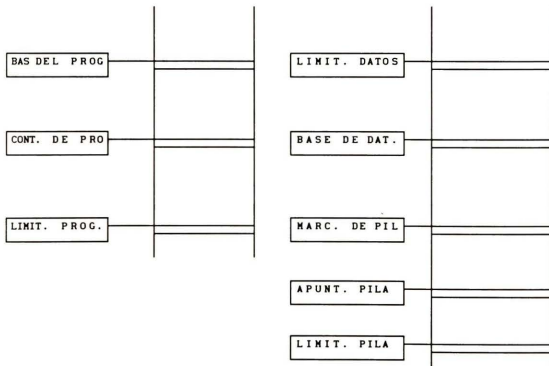 BAS DEL PROG
CONT. DE PRO
LIMIT. PROG.
LIMIT. DATOS
BASE DE DAT.
MARC. DE PIL
APUNT. PILA
LIMIT. PILA